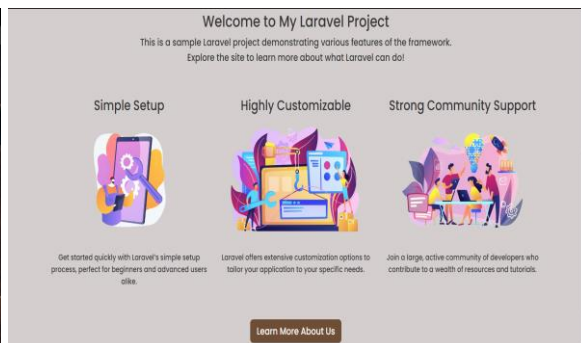 Welcome to My Laravel Project
This is a sample Laravel project demonstrating various features of the framework.
Explore the site to learn more about what Laravel can do!
Simple Setup
Highly Customizable
Strong Community Support
Get started quickly with Laravel's simple setup
process, perfect for beginners and advanced users
alike.
Laravel offers extensive customization options to
tailor your application to your specific needs.
Join a large, active community of developers who
contribute to a wealth of resources and tutorials.
Learn More About Us